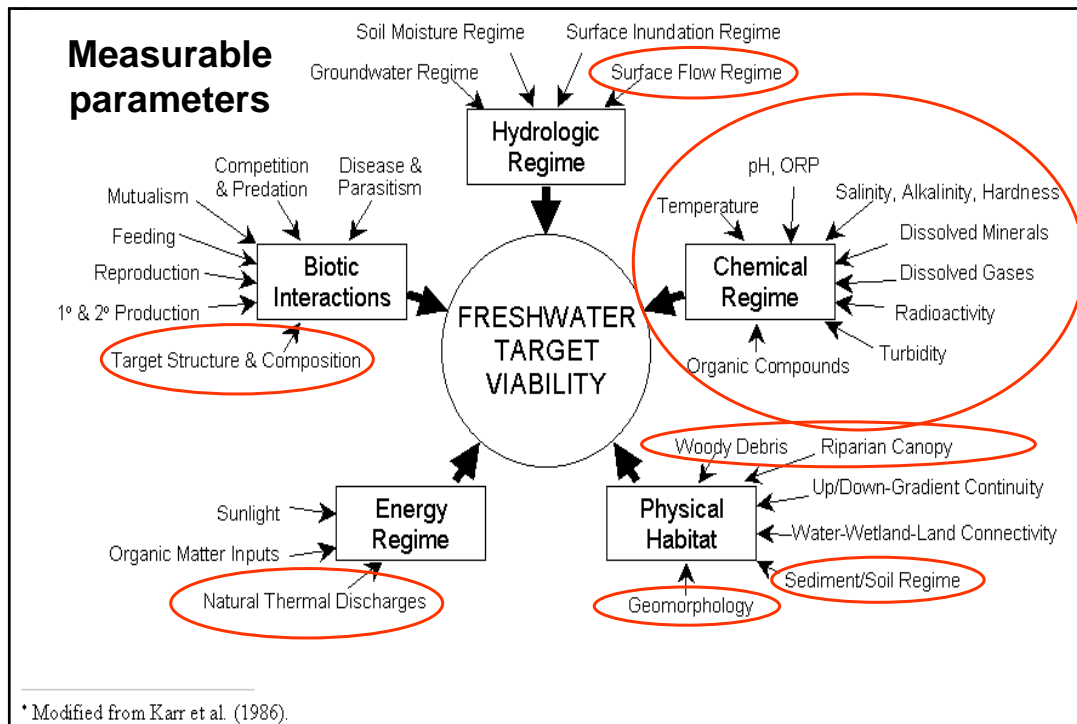 Measurable
parameters
Soil Moisture Regime
Surface Inundation Regime
Groundwater Regime
Surface Flow Regime
Hydrologic
Regime
Competition
& Predation
Disease &
Parasitism
Mutualism
Feeding
Reproduction
1º & 2º Production
Target Structure & Composition
Biotic
Interactions
pH, ORP
Temperature
Salinity, Alkalinity, Hardness
Dissolved Minerals
Dissolved Gases
Radioactivity
Turbidity
Organic Compounds
Chemical
Regime
FRESHWATER
TARGET
VIABILITY
Sunlight
Organic Matter Inputs
Natural Thermal Discharges
Energy
Regime
Woody Debris
Riparian Canopy
Up/Down-Gradient Continuity
Water-Wetland-Land Connectivity
Sediment/Soil Regime
Geomorphology
Physical
Habitat
* Modified from Karr et al. (1986).